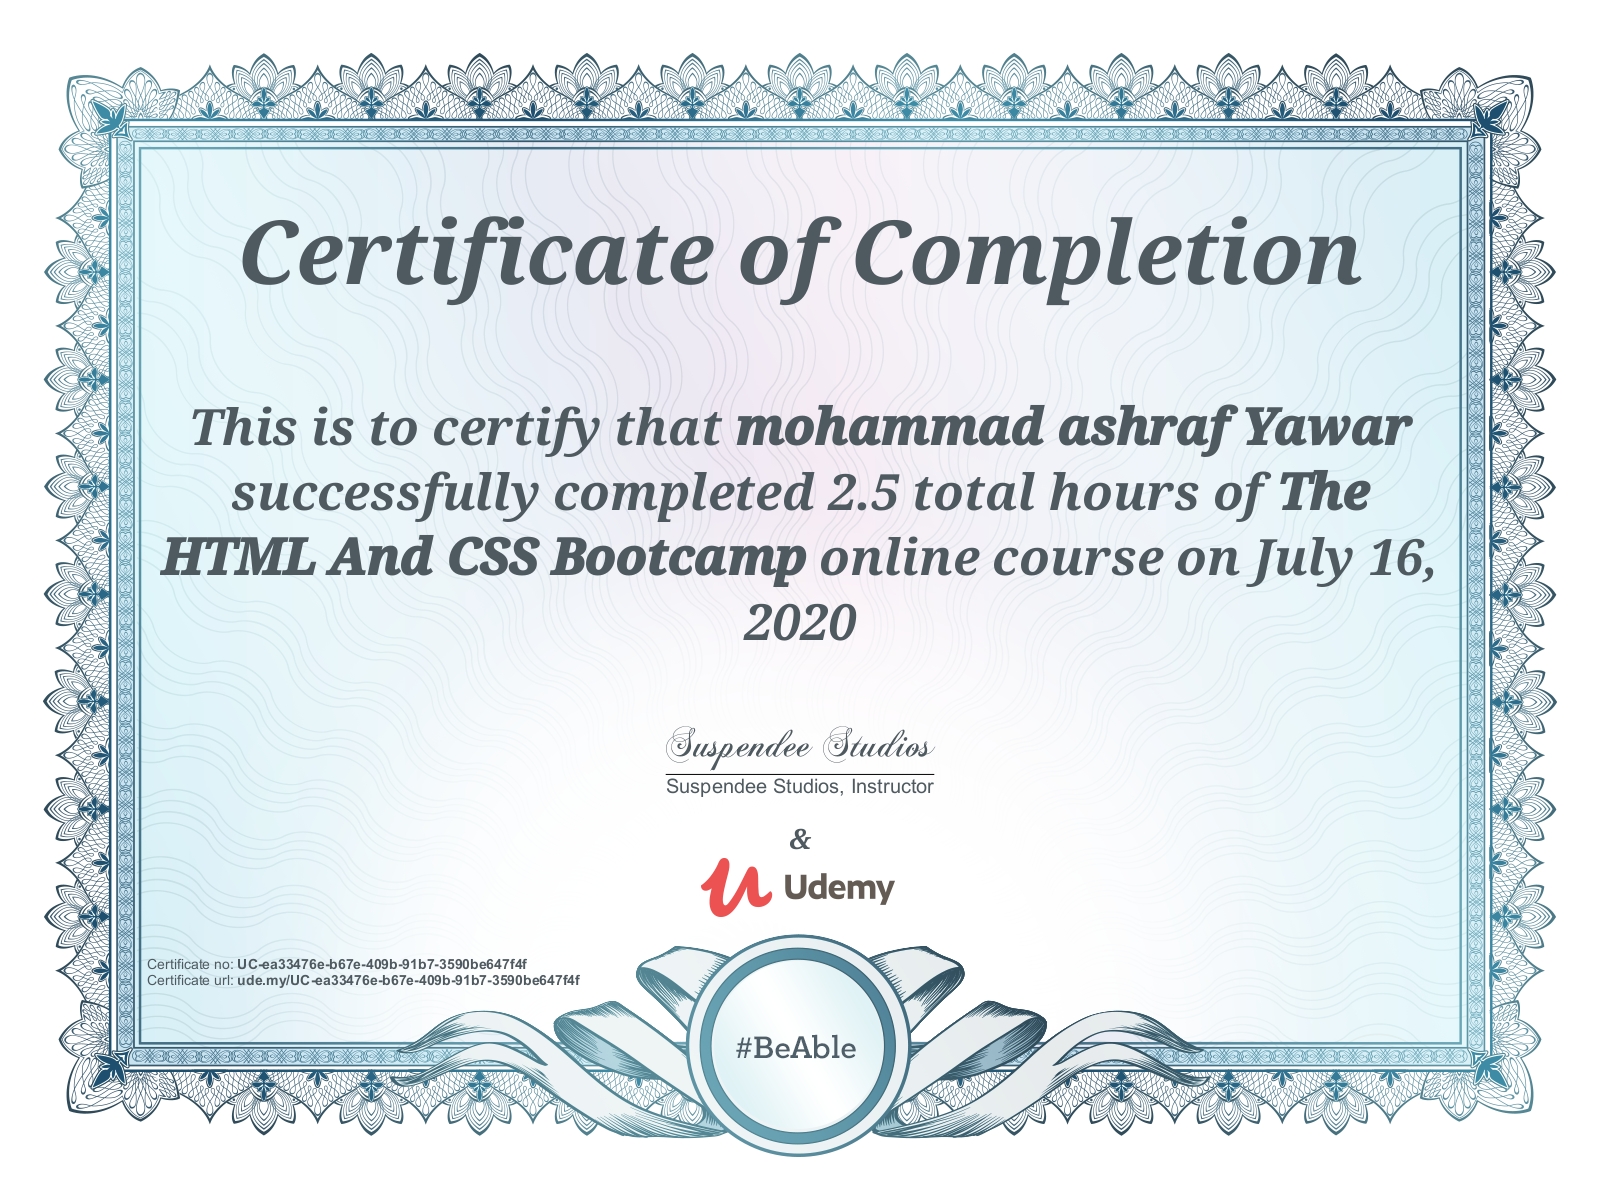 Certificate of Completion
This is to certify that mohammad ashraf Yawar
successfully completed 2.5 total hours of The
HTML And CSS Bootcamp online course on July 16,
2020
Suspendee Studios
Suspendee Studios, Instructor
&
Udemy
Certificate no: UC-ea33476e-b67e-409b-91b7-3590be647f4f
Certificate url: ude.my/UC-ea33476e-b67e-409b-91b7-3590be647f4f
#BeAble